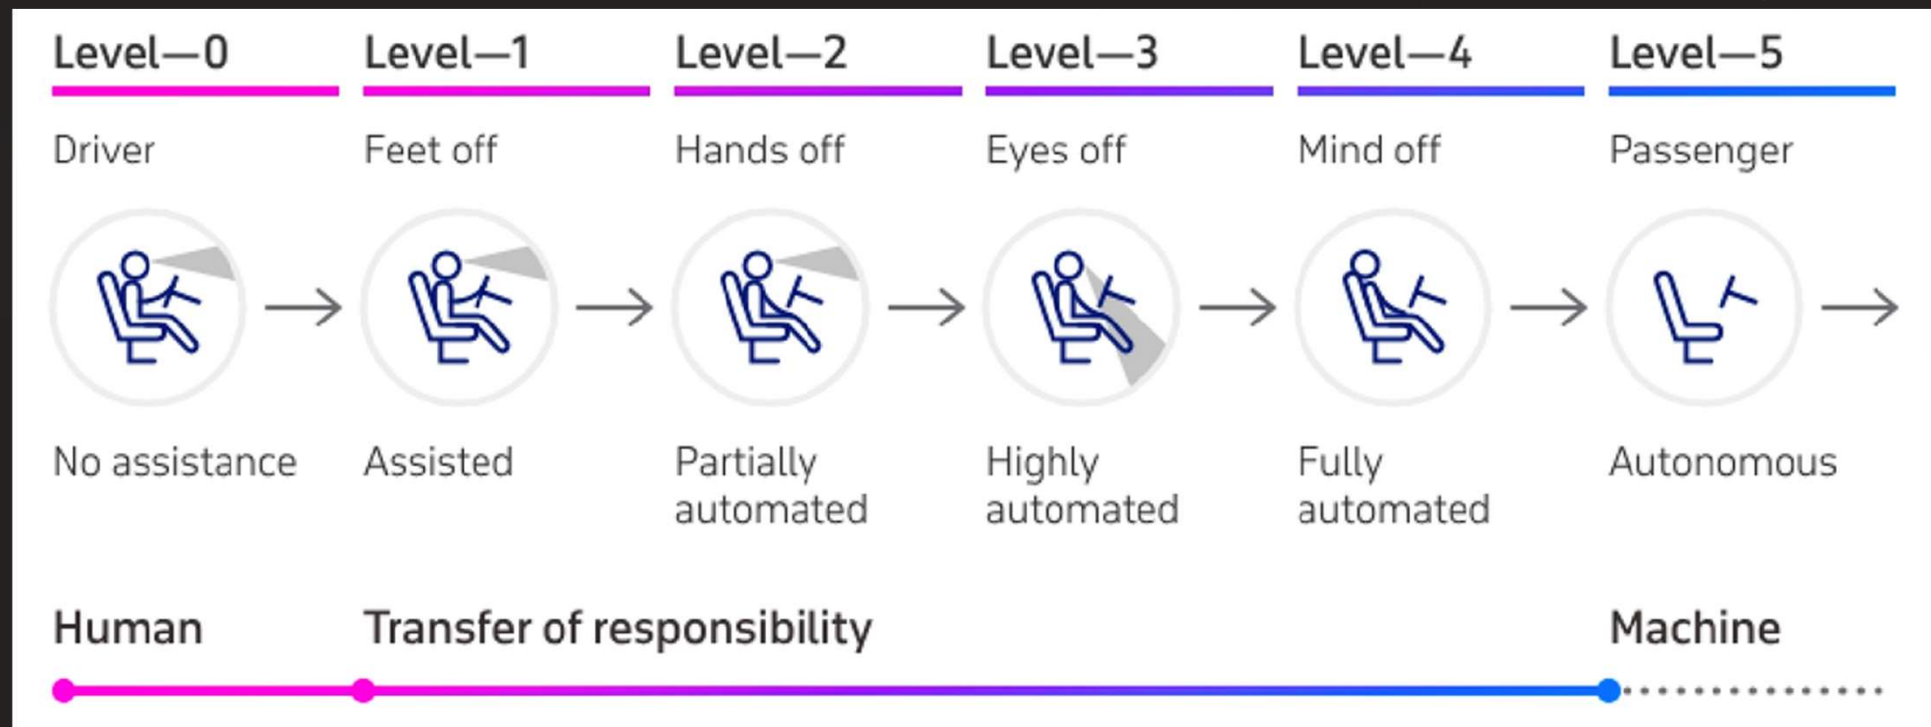 Level—0
Level—1
Level—2
Level—3
Level—4
Level—5
Driver
Feet off
Hands off
Eyes off
Mind off
Passenger
No assistance
Assisted
Partially
automated
Highly
automated
Fully
automated
Autonomous
Human
Transfer of responsibility
Machine